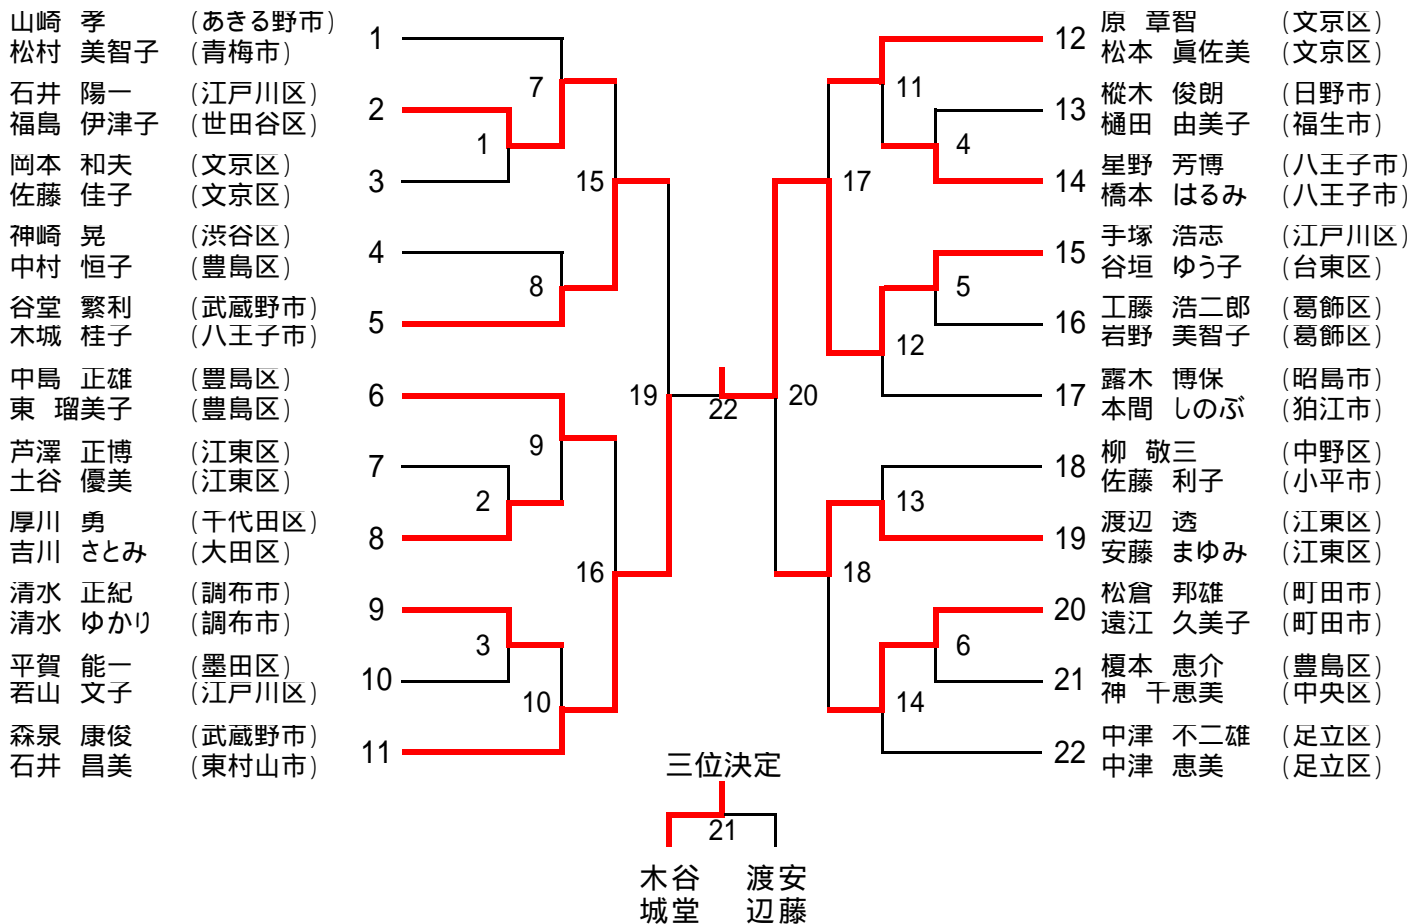 山崎 孝 (あきる野市)
松村 美智子 (青梅市)
1
石井 陽一 (江戸川区)
福島 伊津子 (世田谷区)
2
岡本 和夫 (文京区)
佐藤 佳子 (文京区)
3
神崎 晃 (渋谷区)
中村 恒子 (豊島区)
4
谷堂 繁利 (武蔵野市)
木城 桂子 (八王子市)
5
中島 正雄 (豊島区)
東 瑠美子 (豊島区)
6
芦澤 正博 (江東区)
土谷 優美 (江東区)
7
厚川 勇 (千代田区)
吉川 さとみ (大田区)
8
清水 正紀 (調布市)
清水 ゆかり (調布市)
9
平賀 能一 (墨田区)
若山 文子 (江戸川区)
10
森泉 康俊 (武蔵野市)
石井 昌美 (東村山市)
11
7
1
15
8
19
9
2
16
3
10
22
20
11
4
17
5
12
13
18
6
14
12
原 章智 (文京区)
松本 眞佐美 (文京区)
13
樅木 俊朗 (日野市)
樋田 由美子 (福生市)
14
星野 芳博 (八王子市)
橋本 はるみ (八王子市)
15
手塚 浩志 (江戸川区)
谷垣 ゆう子 (台東区)
16
工藤 浩二郎 (葛飾区)
岩野 美智子 (葛飾区)
17
露木 博保 (昭島市)
本間 しのぶ (狛江市)
18
柳 敬三 (中野区)
佐藤 利子 (小平市)
19
渡辺 透 (江東区)
安藤 まゆみ (江東区)
20
松倉 邦雄 (町田市)
遠江 久美子 (町田市)
21
榎本 恵介 (豊島区)
神 千恵美 (中央区)
22
中津 不二雄 (足立区)
中津 恵美 (足立区)
三位決定
21
谷堂
木城
安藤
渡辺